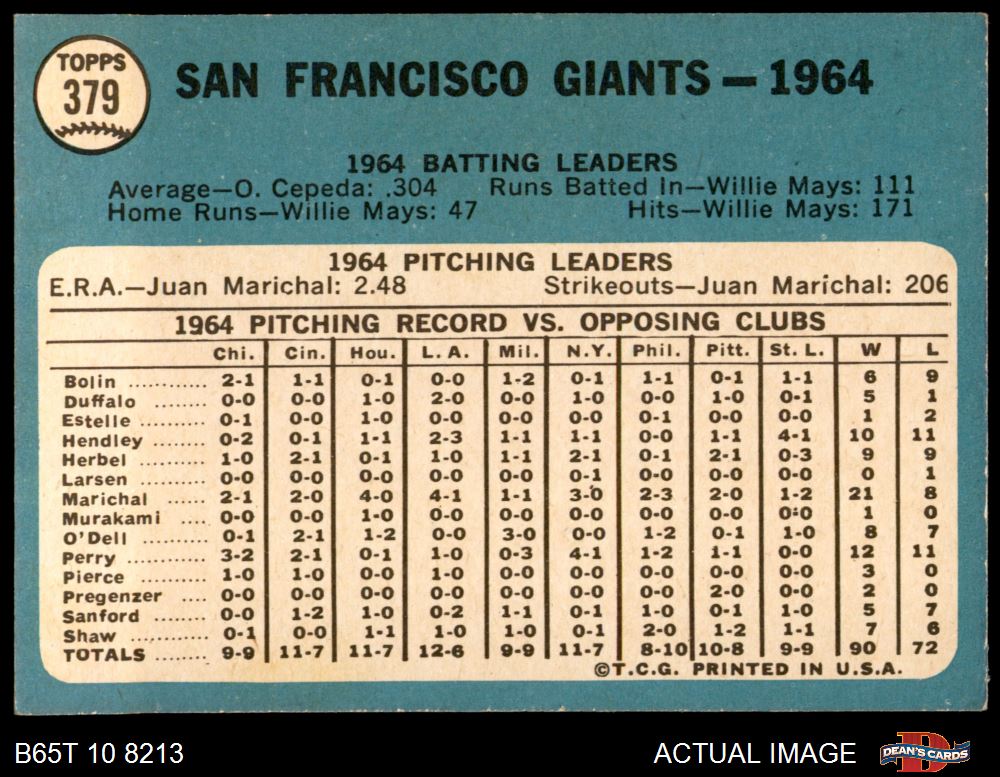 TOPPS
379
SAN FRANCISCO GIANTS — 1964
1964 BATTING LEADERS
Average—O. Cepeda: .304 Runs Batted In—Willie Mays: 111
Home Runs—Willie Mays: 47 Hits—Willie Mays: 171
1964 PITCHING LEADERS
E.R.A.—Juan Marichal: 2.48 Strikeouts—Juan Marichal: 206
1964 PITCHING RECORD VS. OPPOSING CLUBS
Chi. Cin. Hou. L. A. Mil. N.Y. Phil. Pitt. St. L. W L
Bolin ........... 2-1 1-1 0-1 0-0 1-2 0-1 1-1 0-1 1-1 6 9
Duffalo ........ 0-0 0-0 1-0 2-0 0-0 1-0 0-0 1-0 0-1 5 1
Estelle .......... 0-1 0-0 1-0 0-0 0-0 0-0 0-1 0-0 0-0 1 2
Hendley ....... 0-2 0-1 1-1 2-3 1-1 1-1 0-0 1-1 4-1 10 11
Herbel .......... 1-0 2-1 0-1 1-0 1-1 2-1 0-0 2-1 0-3 9 9
Larsen .......... 0-0 0-0 0-0 0-0 0-0 0-1 0-0 0-0 0-0 0 1
Marichal ...... 2-1 2-0 4-0 4-1 1-1 3-0 2-3 2-0 1-2 21 8
Murakami .... 0-0 0-0 1-0 0-0 0-0 0-0 0-0 0-0 0-0 1 0
O'Dell .......... 0-1 2-1 1-2 0-0 3-0 0-0 1-2 0-1 1-0 8 7
Perry ............ 3-2 2-1 0-1 1-0 0-3 4-1 1-2 1-1 0-0 12 11
Pierce .......... 1-0 1-0 0-0 1-0 0-0 0-0 0-0 0-0 0-0 3 0
Pregenzer .... 0-0 0-0 0-0 0-0 0-0 0-0 0-0 2-0 0-0 2 0
Sanford ........ 0-0 1-2 1-0 0-2 1-1 0-1 1-0 0-1 1-0 5 7
Shaw ............ 0-1 0-0 1-1 1-0 1-0 0-1 2-0 1-2 1-1 7 6
TOTALS ........ 9-9 11-7 11-7 12-6 9-9 11-7 8-10 10-8 9-9 90 72
©T.C.G. PRINTED IN U.S.A.
B65T 10 8213 ACTUAL IMAGE DEAN'S CARDS